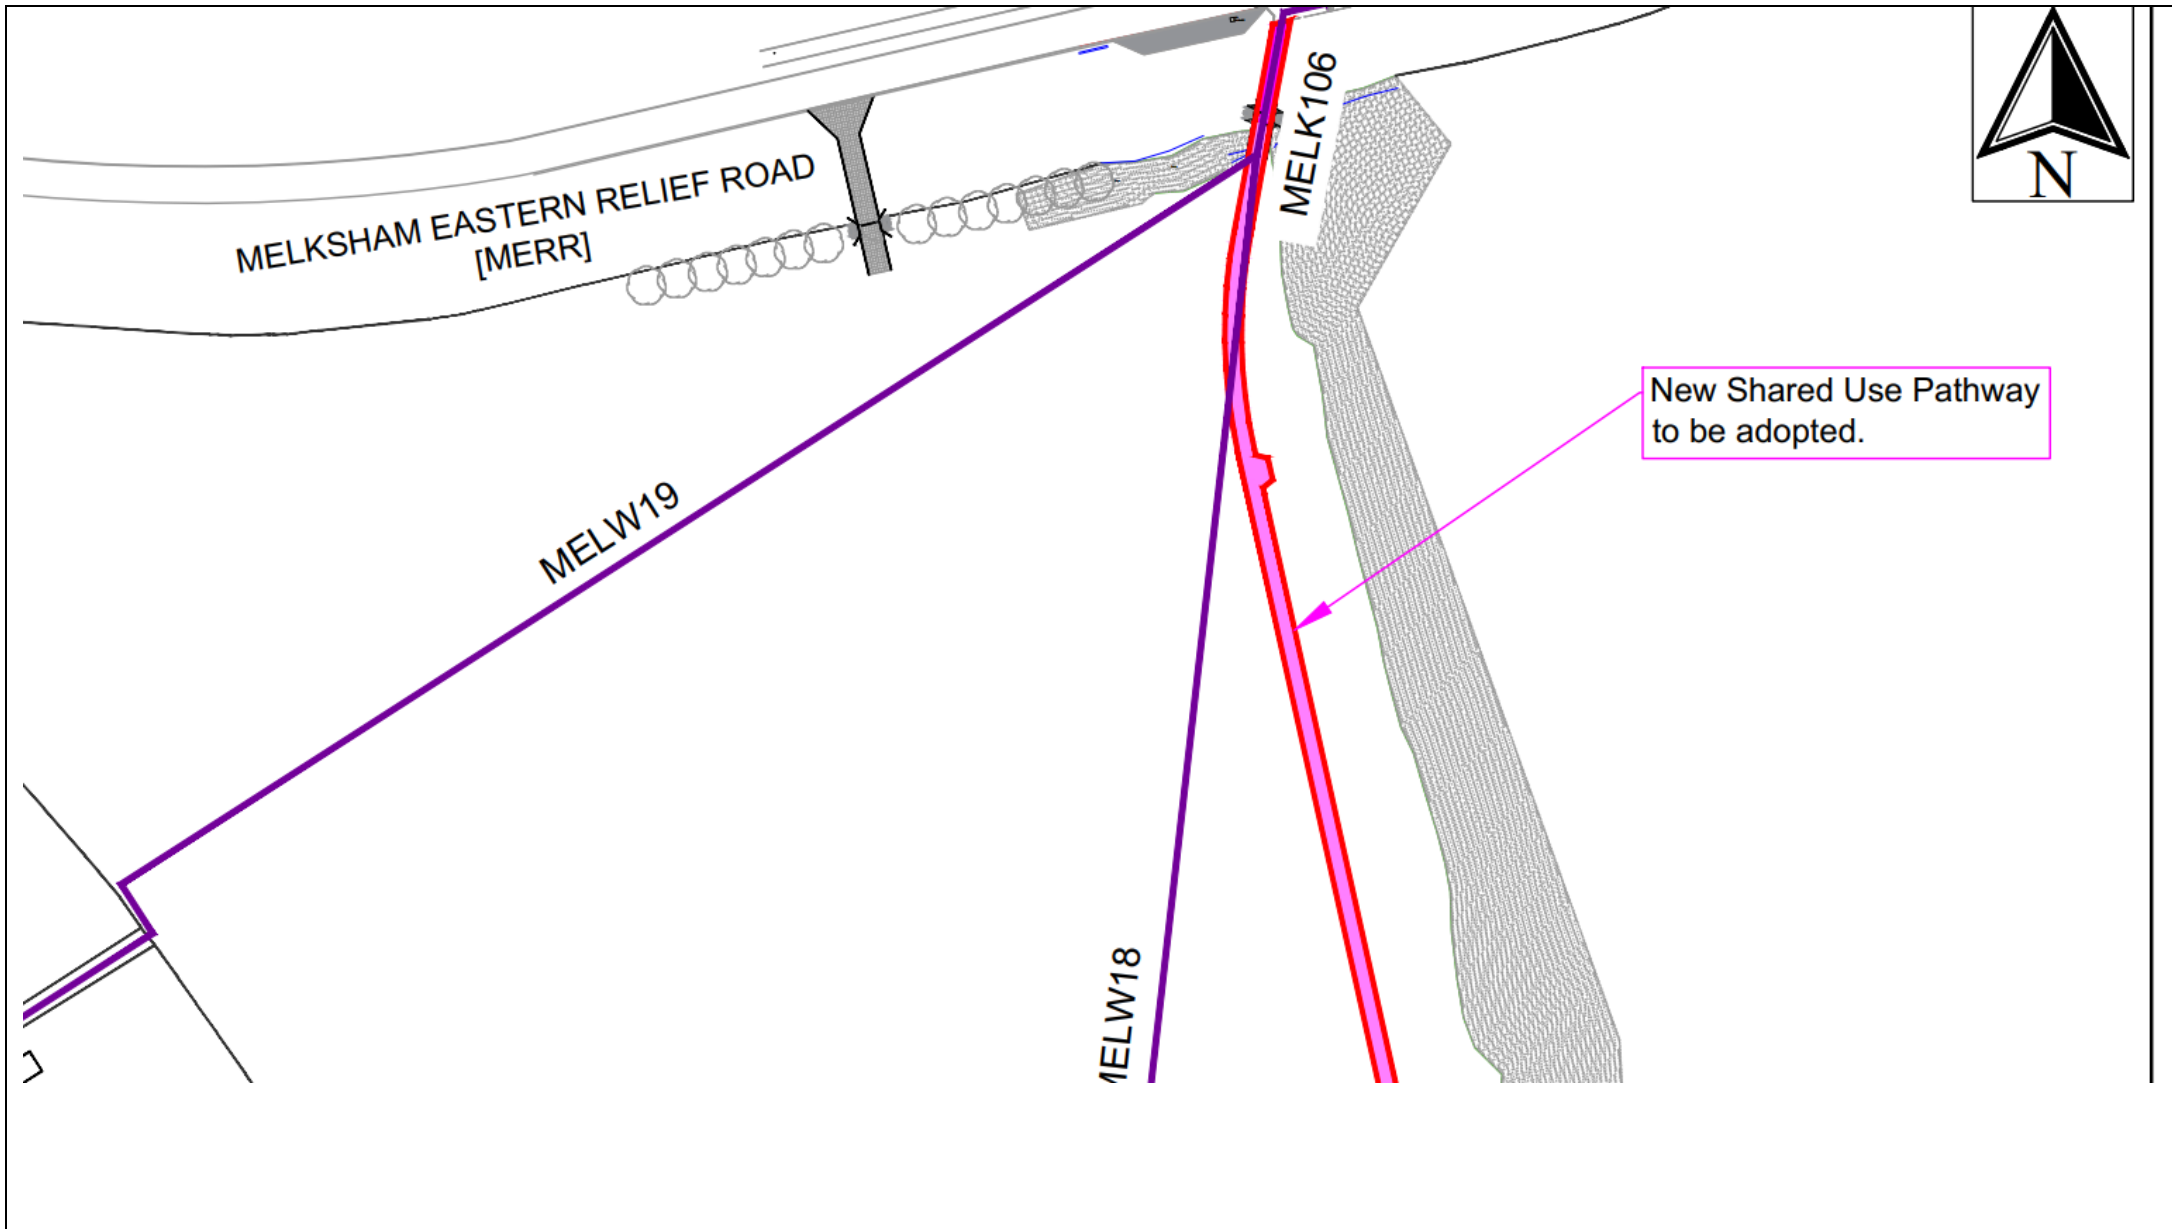 MELK106
N
MELKSHAM EASTERN RELIEF ROAD
[MERR]
New Shared Use Pathway
to be adopted.
MELW19
MELW18